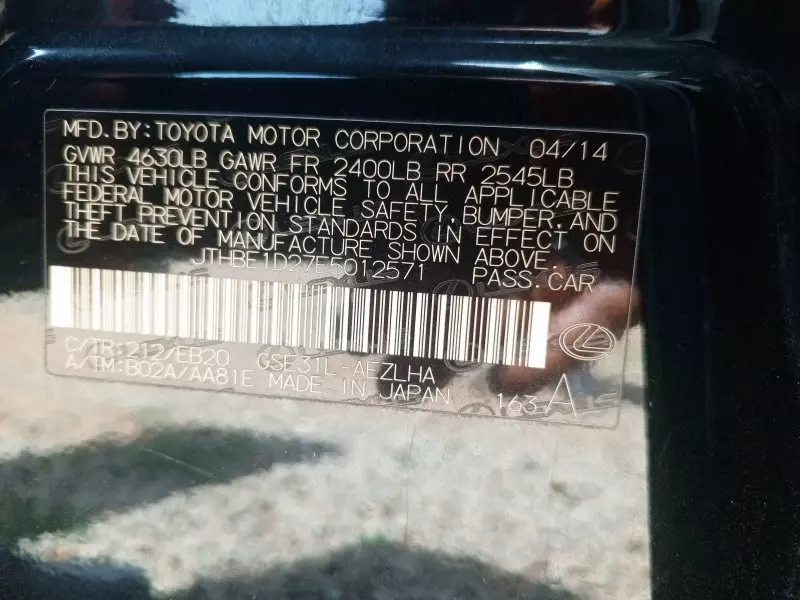 MFD. BY: TOYOTA MOTOR CORPORATION 04/14
GVWR 4630LB GAWR FR 2400LB RR 2545LB
THIS VEHICLE CONFORMS TO ALL APPLICABLE
FEDERAL MOTOR VEHICLE SAFETY, BUMPER, AND
THEFT PREVENTION STANDARDS IN EFFECT ON
THE DATE OF MANUFACTURE SHOWN ABOVE.
JTHBE1D27E5012571 PASS. CAR
C/TR:212/EB20 GSE31L-AEZLHA
A/TM:B02A/AA81E MADE IN JAPAN 163 A